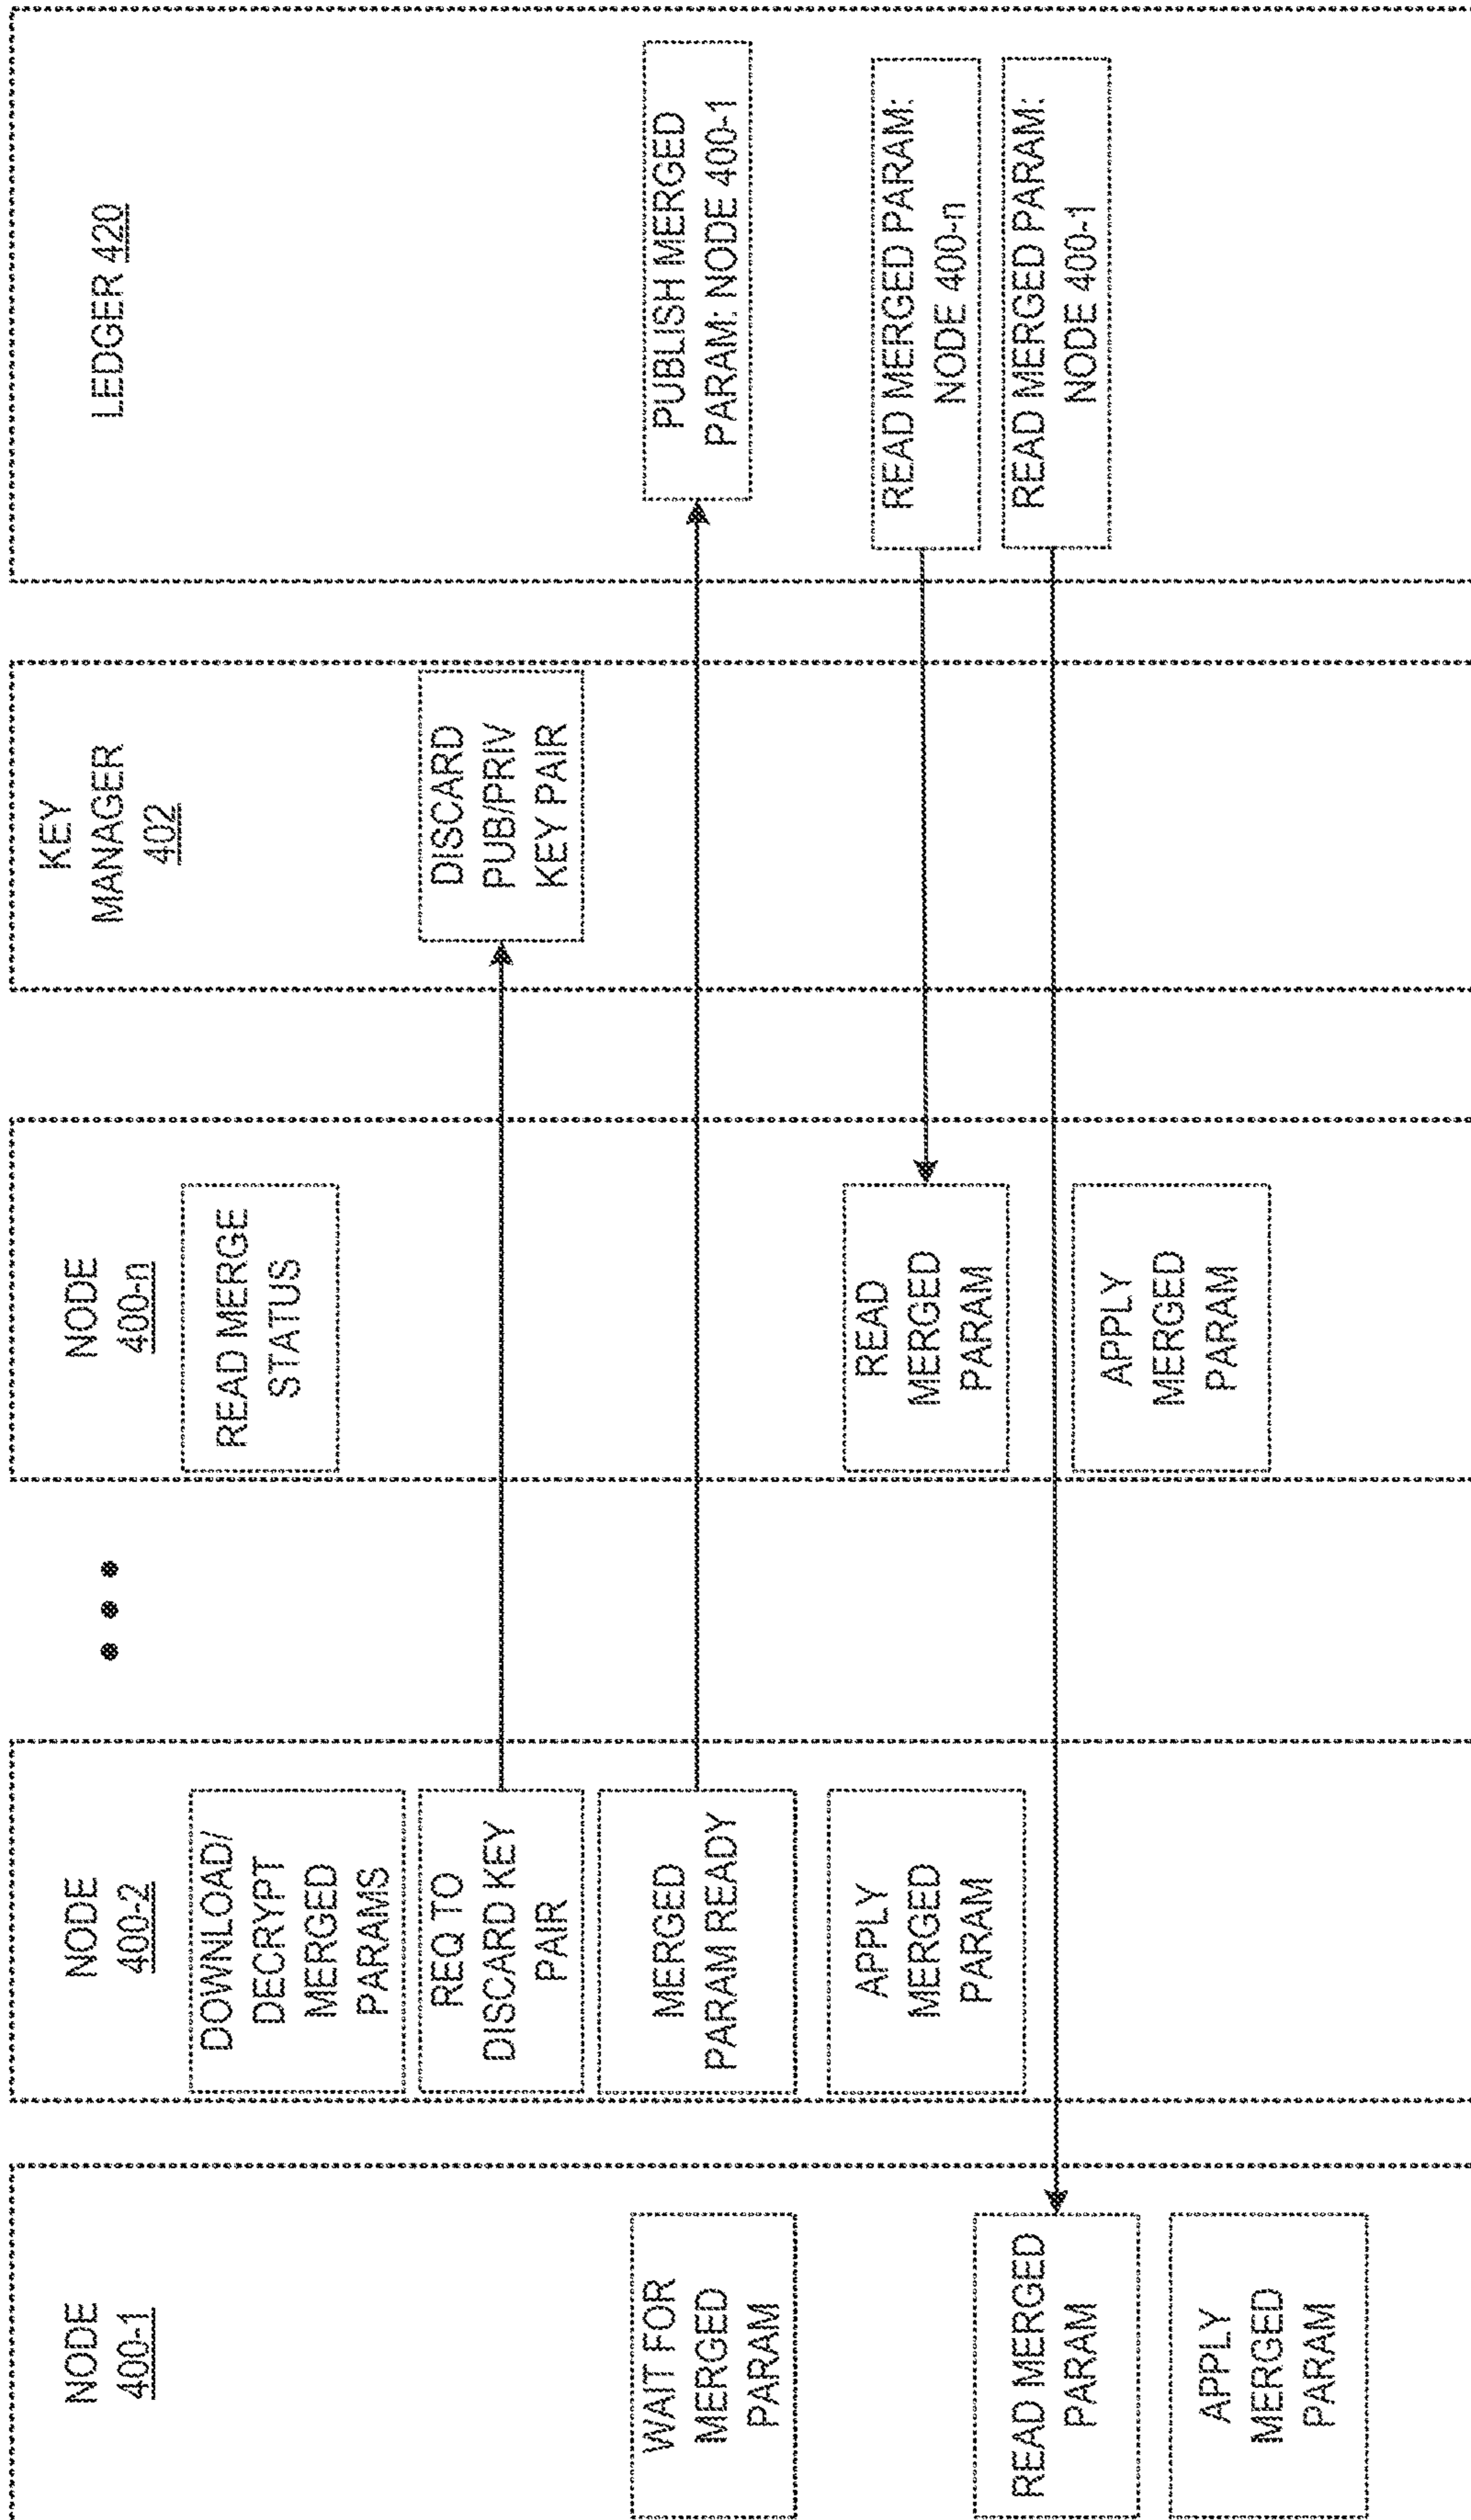 NODE
400-1
WAIT FOR
MERGED
PARAM
READ MERGED
PARAM
APPLY
MERGED
PARAM
NODE
400-2
DOWNLOAD/
DECRYPT
MERGED
PARAMS
REQ TO
DISCARD KEY
PAIR
MERGED
PARAM READY
APPLY
MERGED
PARAM
NODE
400-n
READ MERGE
STATUS
READ
MERGED
PARAM
APPLY
MERGED
PARAM
KEY
MANAGER
402
DISCARD
PUB/PRIV
KEY PAIR
LEDGER 420
PUBLISH MERGED
PARAM: NODE 400-1
READ MERGED PARAM:
NODE 400-n
READ MERGED PARAM:
NODE 400-1